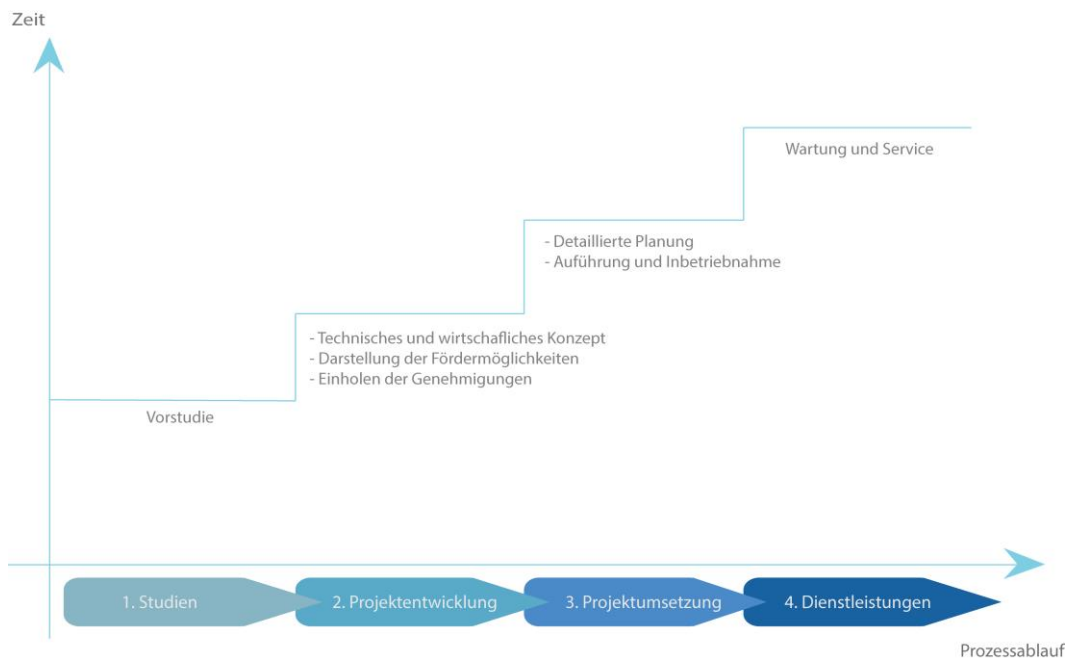 Zeit
Wartung und Service
- Detaillierte Planung
- Auführung und Inbetriebnahme
- Technisches und wirtschafliches Konzept
- Darstellung der Fördermöglichkeiten
- Einholen der Genehmigungen
Vorstudie
1. Studien
2. Projektentwicklung
3. Projektumsetzung
4. Dienstleistungen
Prozessablauf